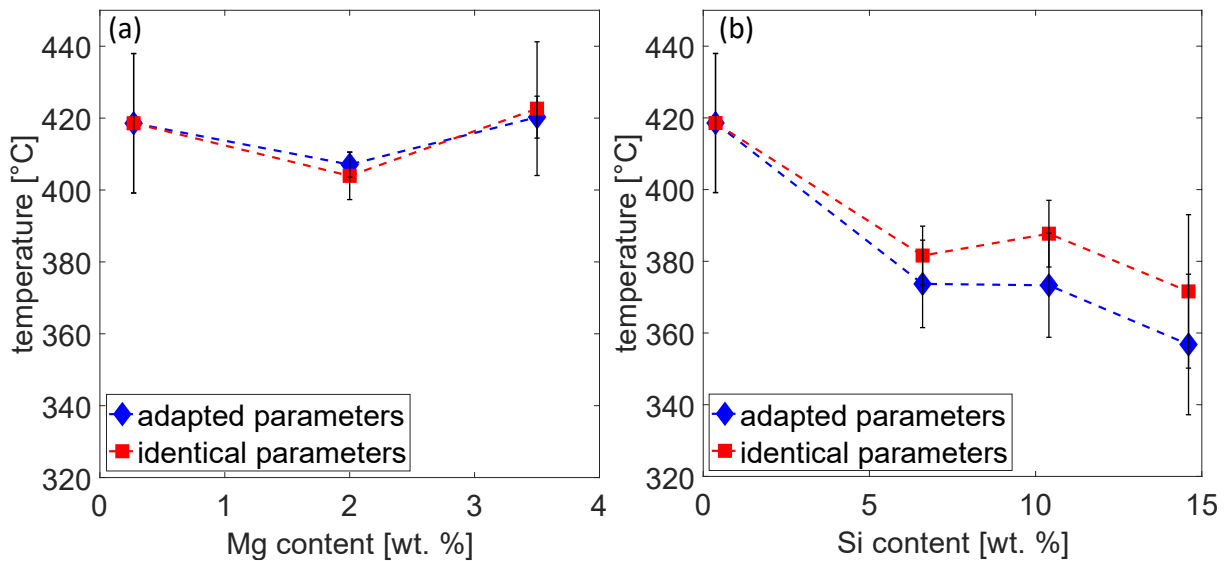 (a)
temperature [°C]
440
420
400
380
360
340
320
adapted parameters
identical parameters
0
1
2
3
4
Mg content [wt. %]
(b)
temperature [°C]
440
420
400
380
360
340
320
adapted parameters
identical parameters
0
5
10
15
Si content [wt. %]